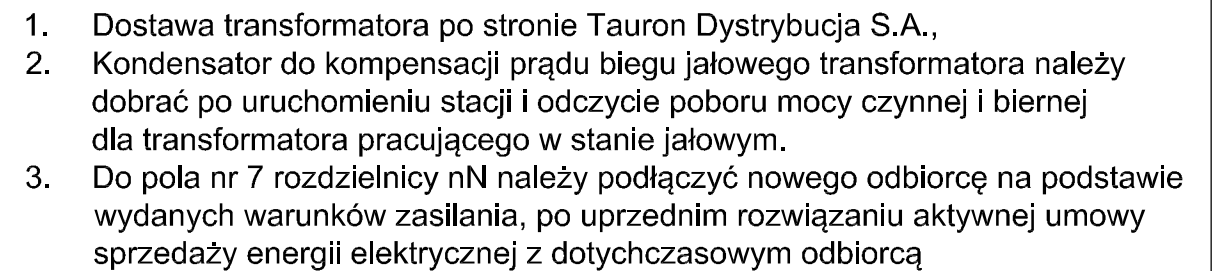 1. Dostawa transformatora po stronie Tauron Dystrybucja S.A.,
2. Kondensator do kompensacji prądu biegu jałowego transformatora należy
dobrać po uruchomieniu stacji i odczycie poboru mocy czynnej i biernej
dla transformatora pracującego w stanie jałowym.
3. Do pola nr 7 rozdzielnicy nN należy podłączyć nowego odbiorcę na podstawie
wydanych warunków zasilania, po uprzednim rozwiązaniu aktywnej umowy
sprzedaży energii elektrycznej z dotychczasowym odbiorcą